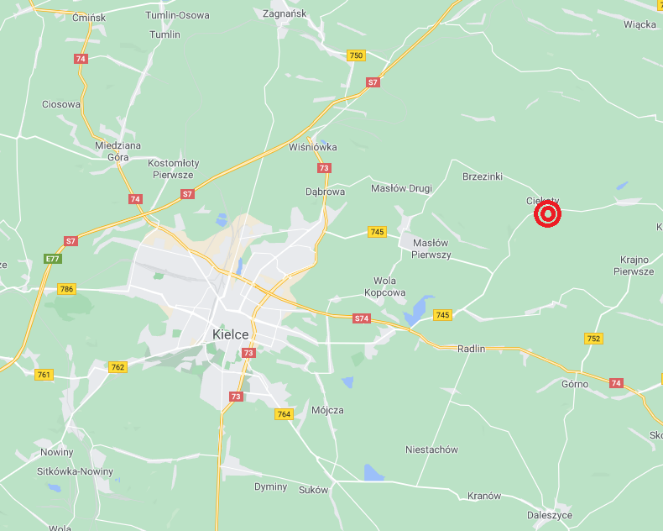 Ćmińsk
Tumlin-Osowa
Zagnańsk
Tumlin
Wiącka
750
74
S7
Ciosowa
Miedziana
Góra
Wiśniówka
Kostomłoty
Pierwsze
73
Brzezinki
Dąbrowa
Masłów Drugi
S7
74
745
S7
Masłów
Pierwszy
E77
Krajno
Pierwsze
Wola
Kopcowa
786
S74
745
Kielce
752
73
Radlin
762
761
Górno
74
73
764
Mójcza
Nowiny
Niestachów
Sitkówka-Nowiny
Dyminy
Suków
Kranów
Daleszyce
Wola